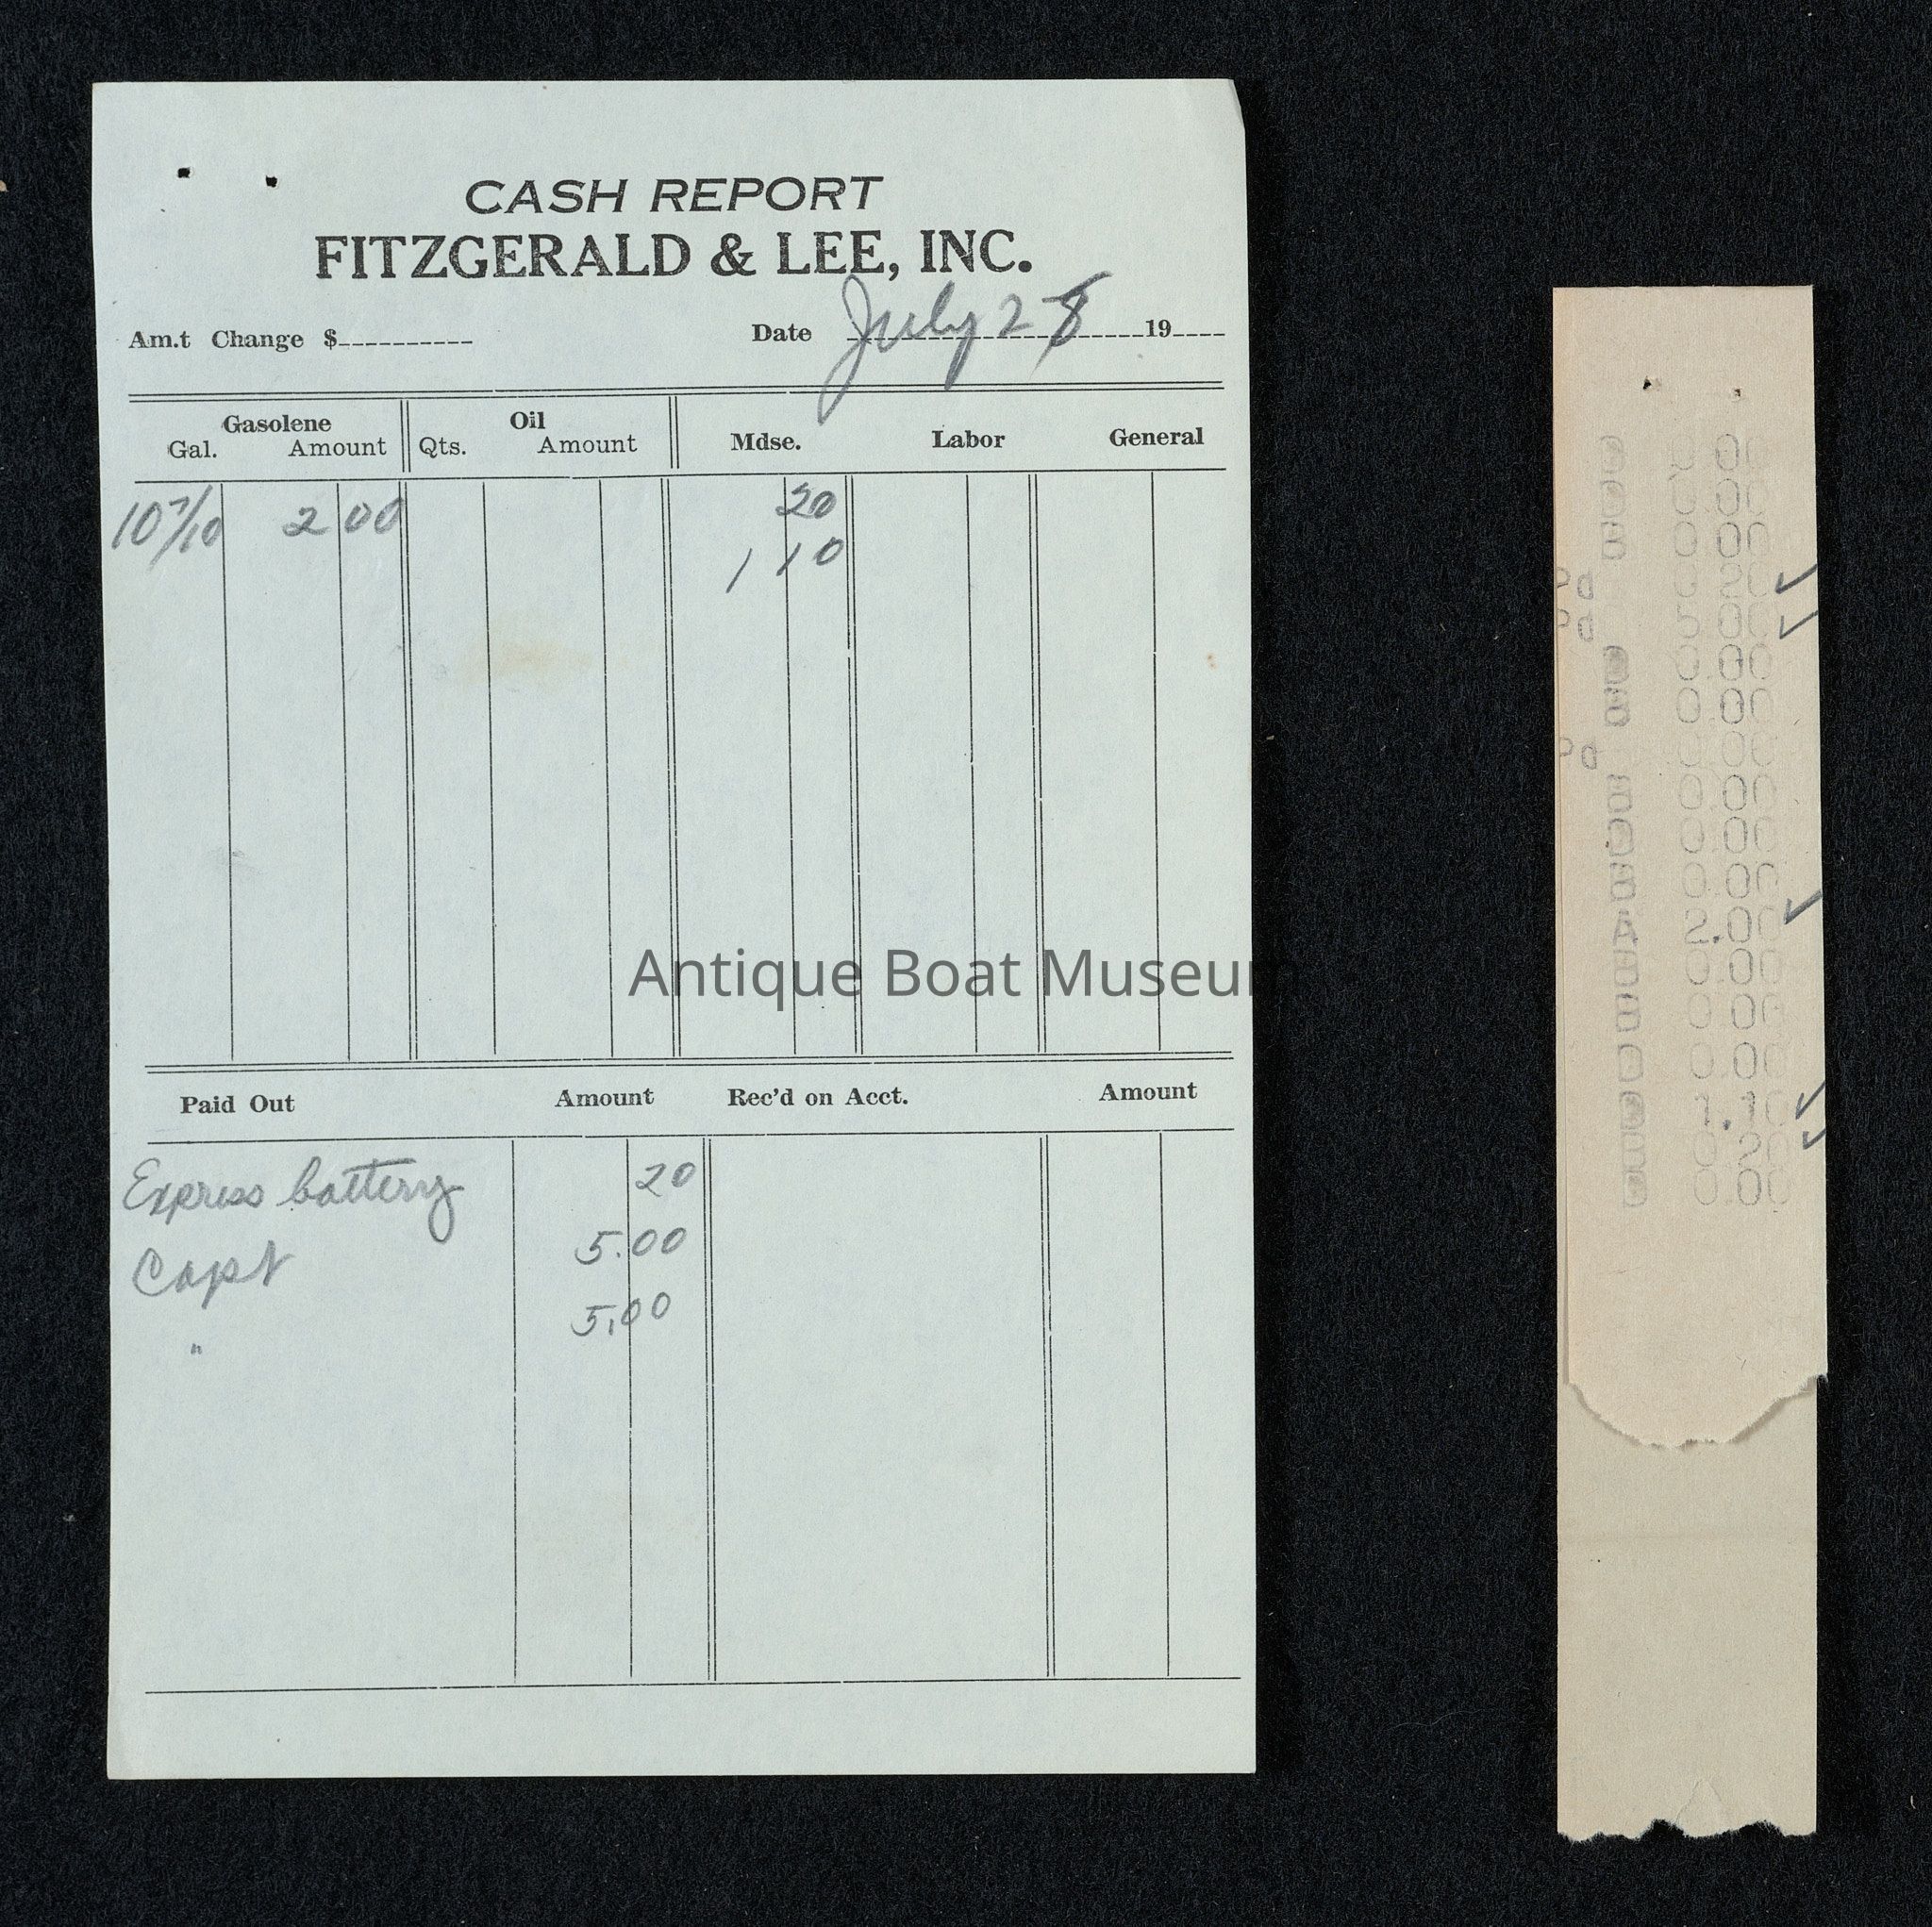 CASH REPORT
FITZGERALD & LEE, INC.
Am.t Change $ Date July 28 19
Gasolene Oil
Gal. Amount Qts. Amount Mdse. Labor General
10 7/10 2 00 20
1 10
Antique Boat Museum
Paid Out Amount Rec'd on Acct. Amount
Express battery 20
Capt 5.00
" 5.00
0.00
0.00
Pd 0 20 ✓
Pd 5 00 ✓
0.00
0.00
Pd 0.00
0.00
0.00
0.00
A 2.00 ✓
0.00
0 00
0.00
1.10 ✓
0.20 ✓
0.00